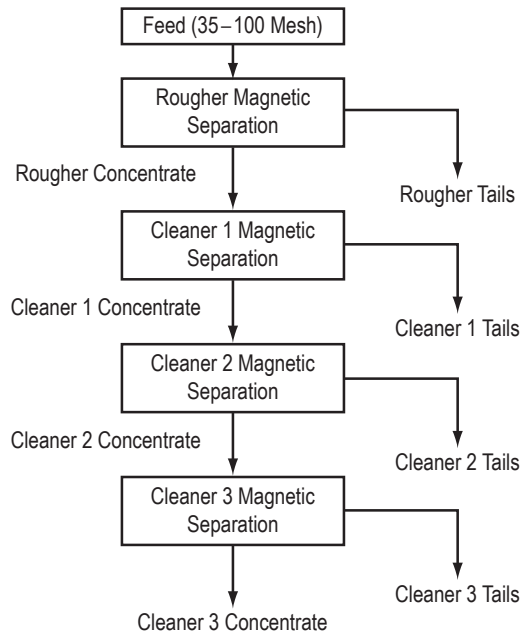 Feed (35–100 Mesh)
Rougher Magnetic
Separation
Rougher Concentrate
Rougher Tails
Cleaner 1 Magnetic
Separation
Cleaner 1 Concentrate
Cleaner 1 Tails
Cleaner 2 Magnetic
Separation
Cleaner 2 Concentrate
Cleaner 2 Tails
Cleaner 3 Magnetic
Separation
Cleaner 3 Tails
Cleaner 3 Concentrate